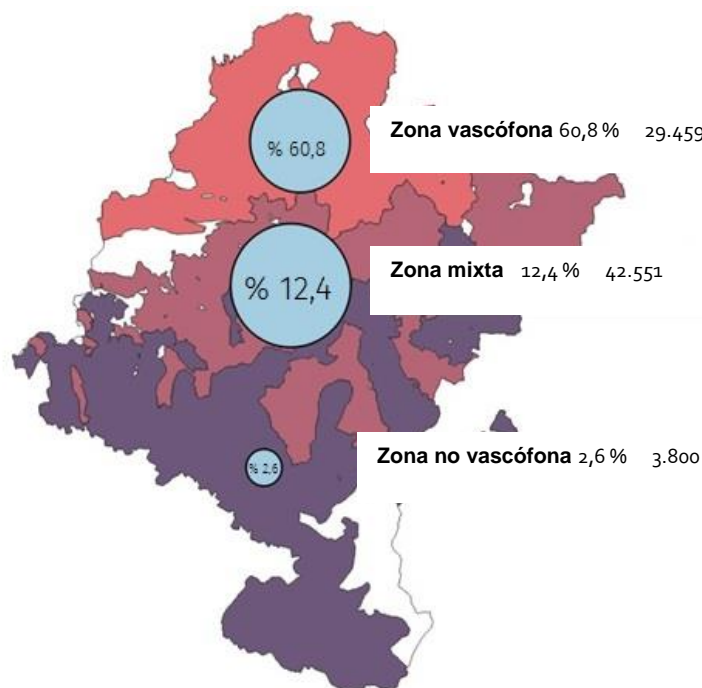 % 60,8
Zona vascófona 60,8 % 29.459
% 12,4
Zona mixta 12,4 % 42.551
% 2,6
Zona no vascófona 2,6 % 3.800